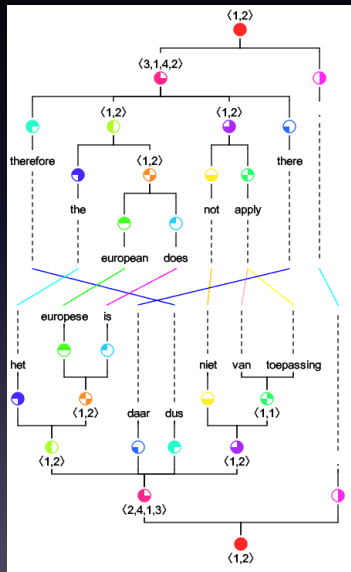 ⟨1,2⟩
⟨3,1,4,2⟩
⟨1,2⟩ ⟨1,2⟩
therefore ⟨1,2⟩ there
the not apply
european does
europese is
het niet van toepassing
⟨1,2⟩ daar dus ⟨1,1⟩
⟨1,2⟩ ⟨1,2⟩
⟨2,4,1,3⟩
⟨1,2⟩
.
.